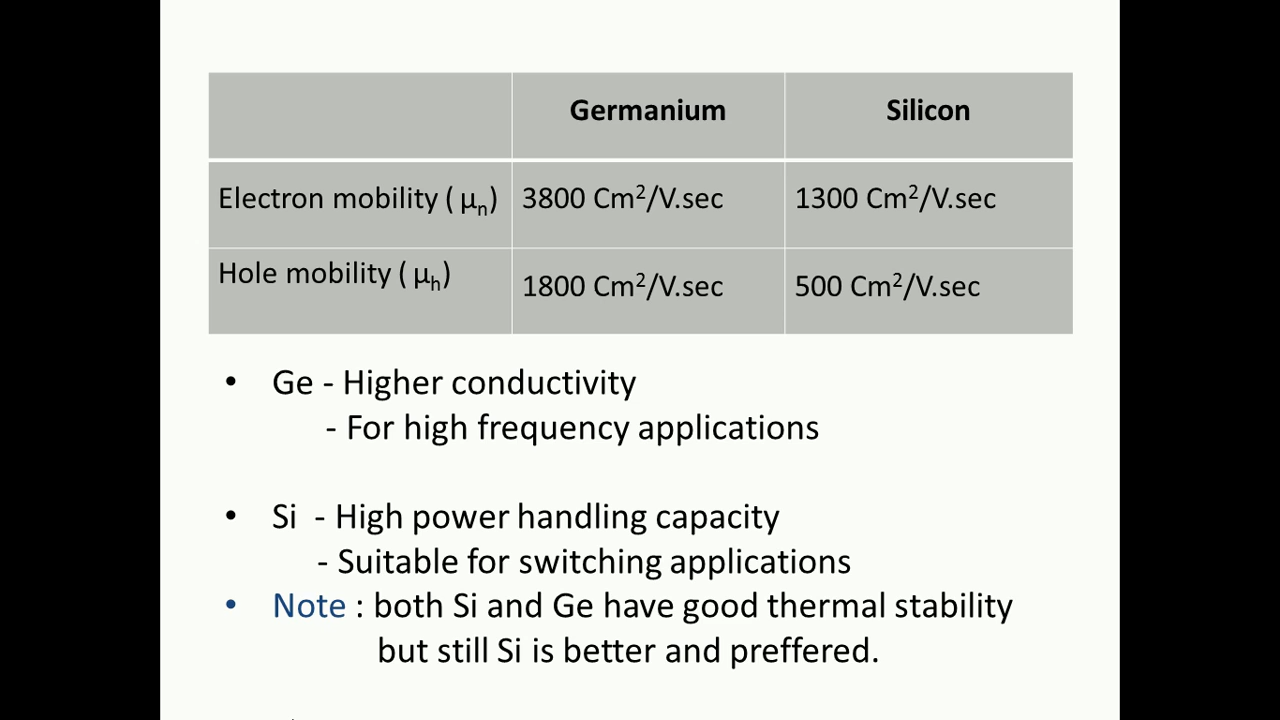 Germanium Silicon
Electron mobility ( μn) 3800 Cm²/V.sec 1300 Cm²/V.sec
Hole mobility ( μh) 1800 Cm²/V.sec 500 Cm²/V.sec
• Ge - Higher conductivity
- For high frequency applications
• Si - High power handling capacity
- Suitable for switching applications
• Note : both Si and Ge have good thermal stability
but still Si is better and preffered.